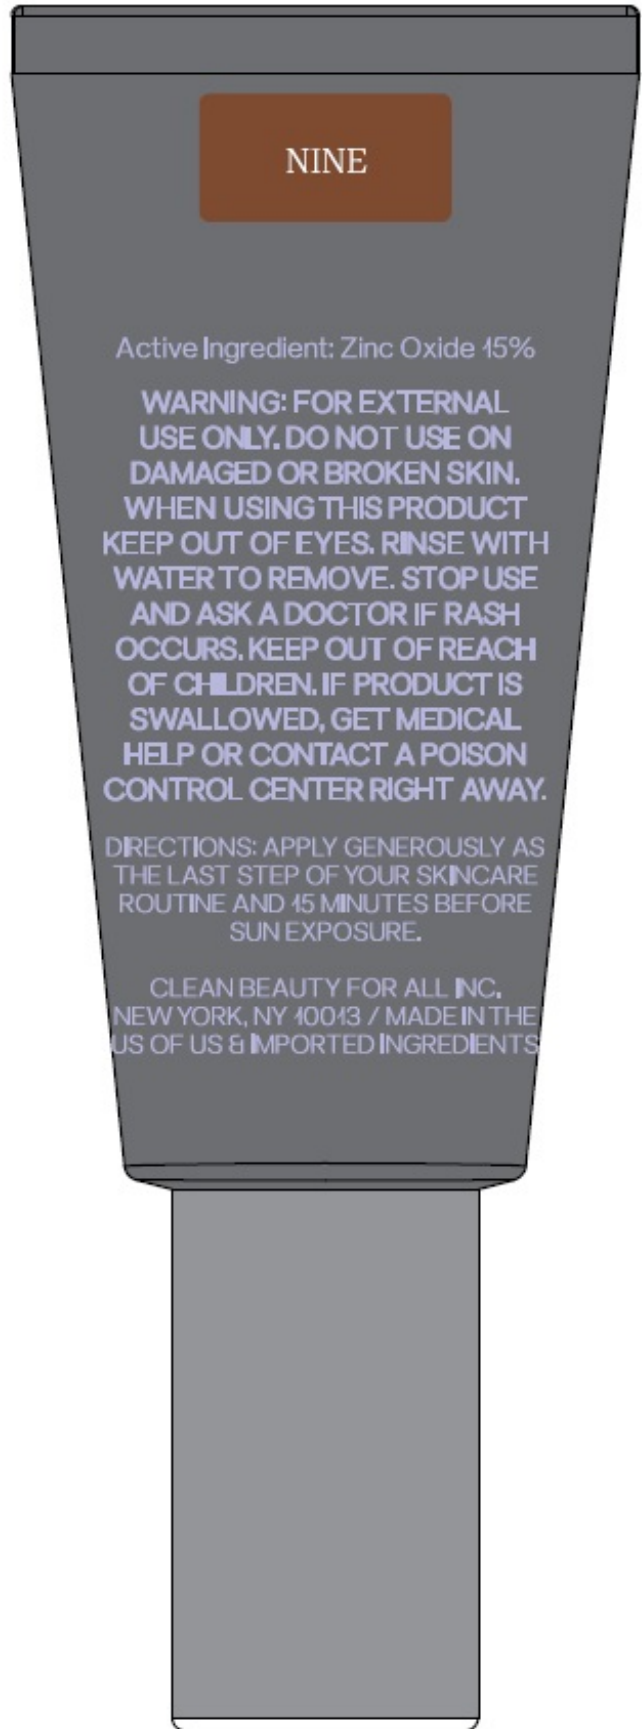 NINE
Active Ingredient: Zinc Oxide 15%
WARNING: FOR EXTERNAL
USE ONLY. DO NOT USE ON
DAMAGED OR BROKEN SKIN.
WHEN USING THIS PRODUCT
KEEP OUT OF EYES. RINSE WITH
WATER TO REMOVE. STOP USE
AND ASK A DOCTOR IF RASH
OCCURS. KEEP OUT OF REACH
OF CHILDREN. IF PRODUCT IS
SWALLOWED, GET MEDICAL
HELP OR CONTACT A POISON
CONTROL CENTER RIGHT AWAY.
DIRECTIONS: APPLY GENEROUSLY AS
THE LAST STEP OF YOUR SKINCARE
ROUTINE AND 15 MINUTES BEFORE
SUN EXPOSURE.
CLEAN BEAUTY FOR ALL INC.
NEW YORK, NY 10013 / MADE IN THE
US OF US & IMPORTED INGREDIENTS